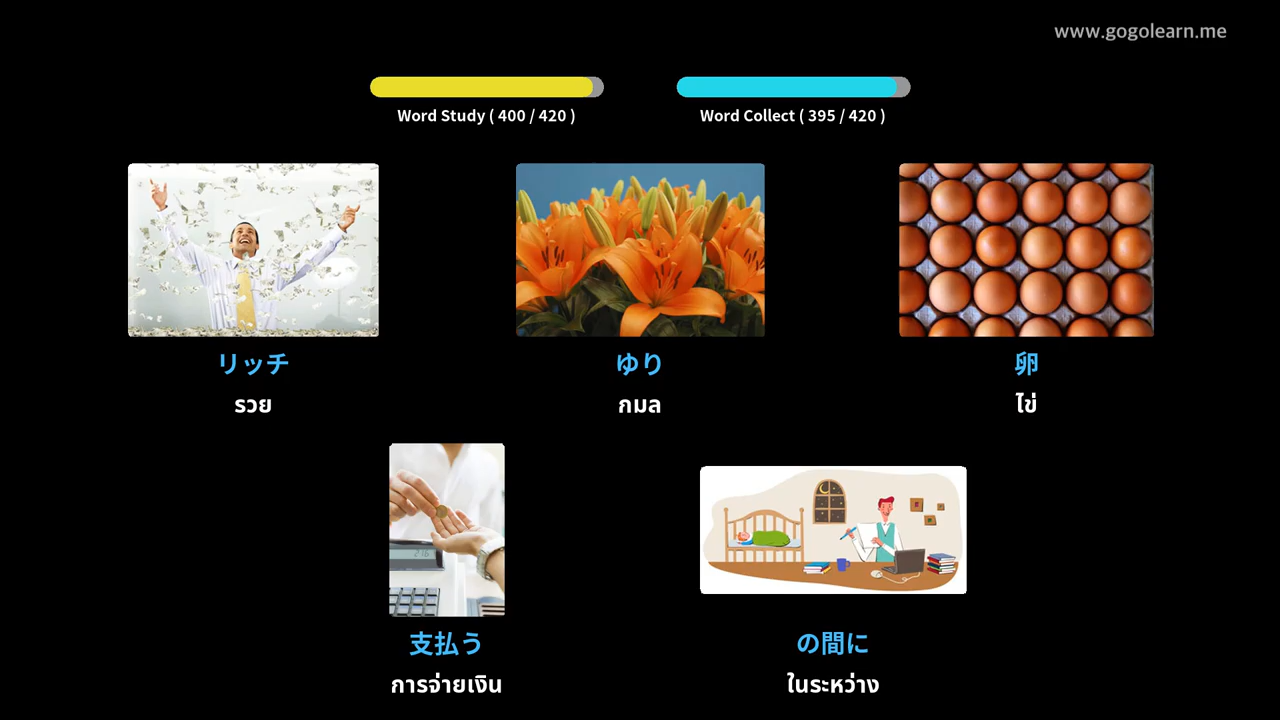 www.gogolearn.me
Word Study ( 400 / 420 )
Word Collect ( 395 / 420 )
リッチ
รวย
ゆり
กมล
卵
ไข่
支払う
การจ่ายเงิน
の間に
ในระหว่าง